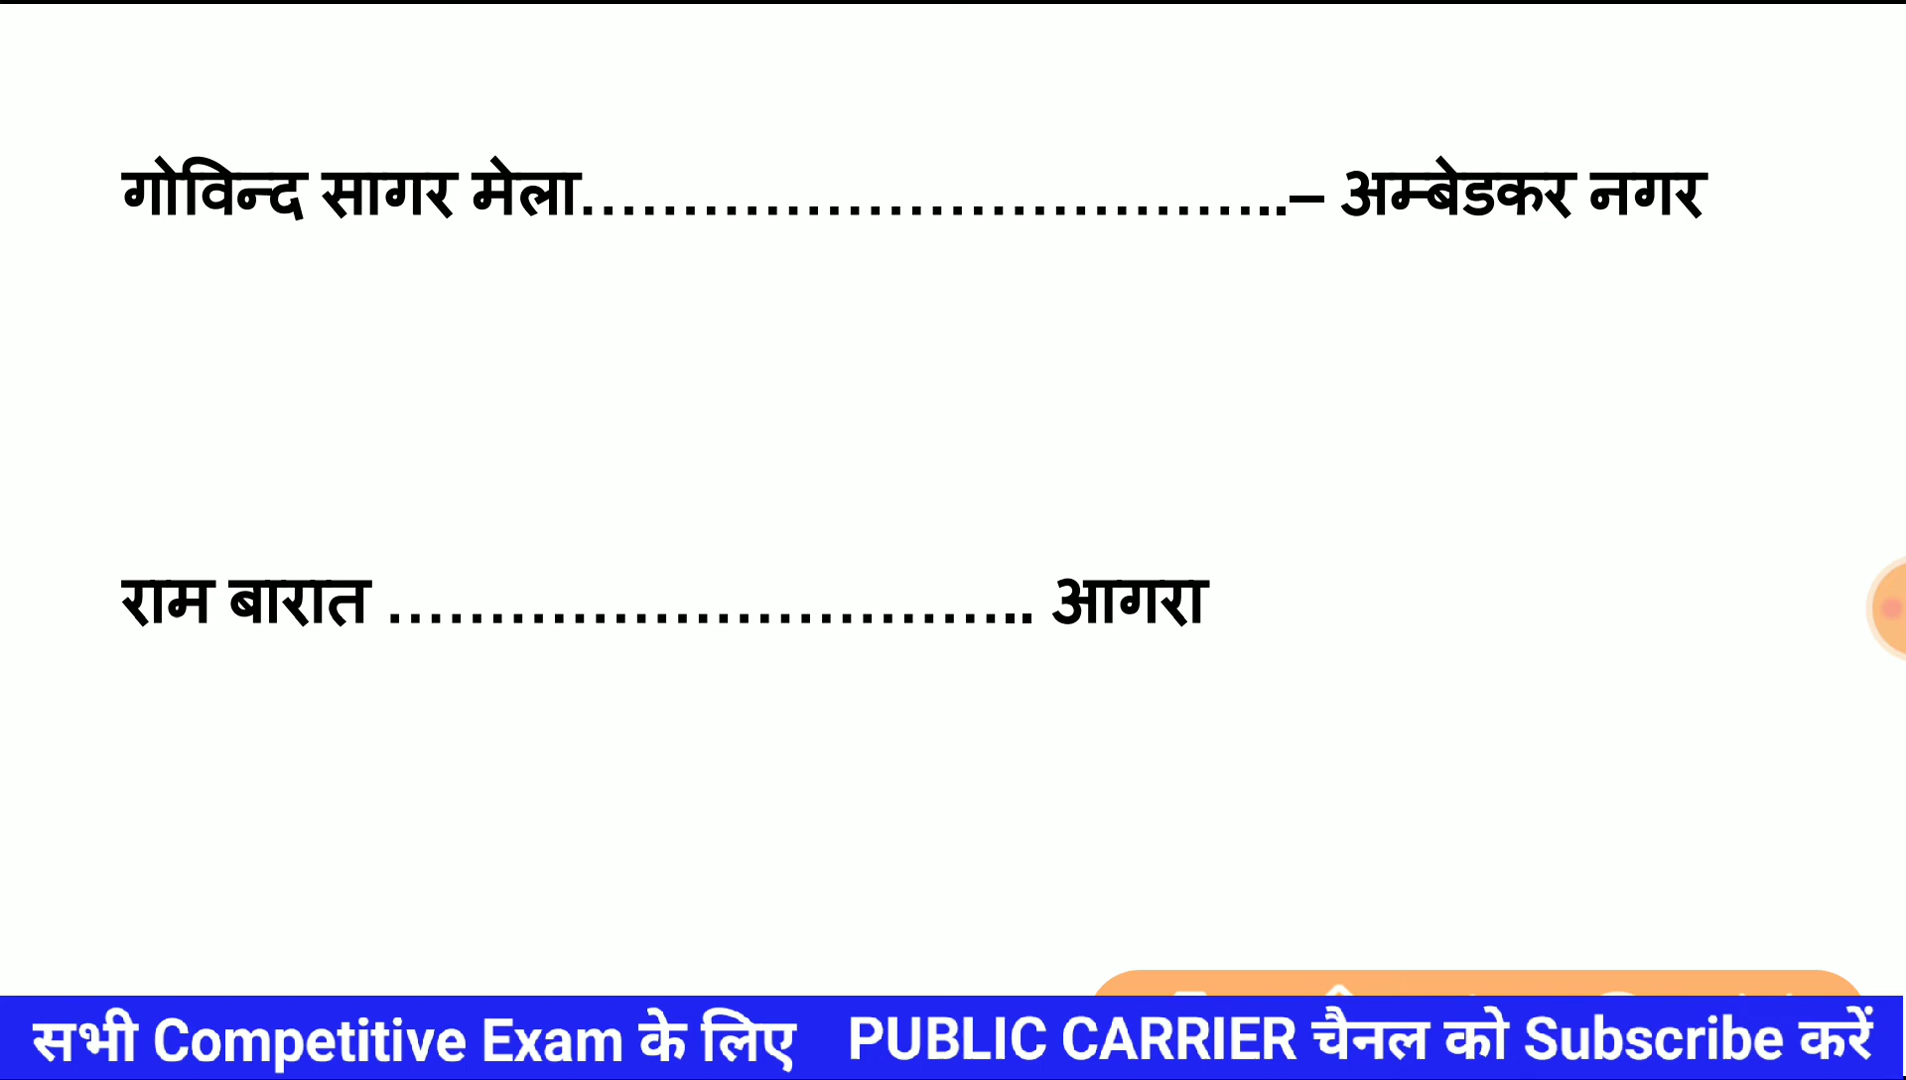 गोविन्द सागर मेला……………………………..– अम्बेडकर नगर
राम बारात ………………………….. आगरा
सभी Competitive Exam के लिए PUBLIC CARRIER चैनल को Subscribe करें